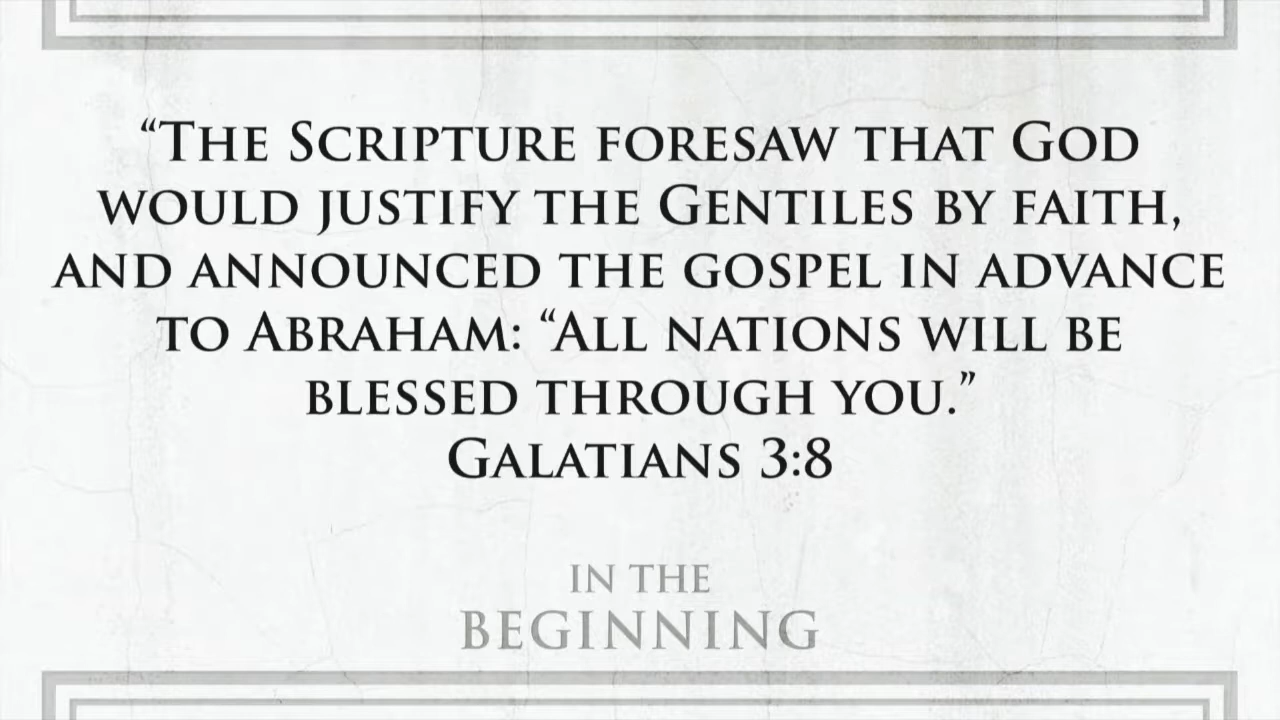 “The Scripture foresaw that God
would justify the Gentiles by faith,
and announced the gospel in advance
to Abraham: “All nations will be
blessed through you.”
Galatians 3:8
IN THE
BEGINNING